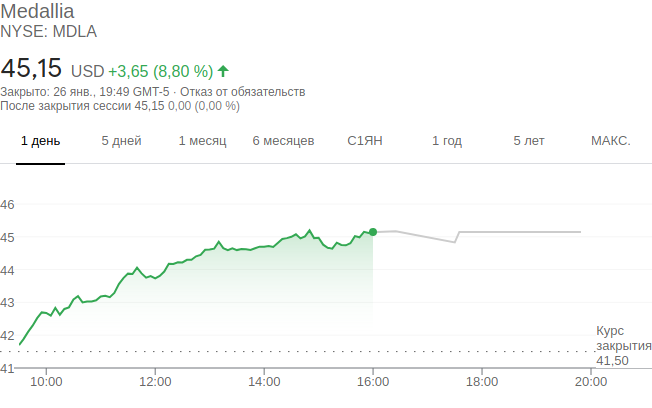 Medallia
NYSE: MDLA
45,15 USD +3,65 (8,80 %)
Закрыто: 26 янв., 19:49 GMT-5 · Отказ от обязательств
После закрытия сессии 45,15 0,00 (0,00 %)
1 день 5 дней 1 месяц 6 месяцев С1ЯН 1 год 5 лет МАКС.
46
45
44
43
42
Курс
закрытия
41,50
41
10:00 12:00 14:00 16:00 18:00 20:00